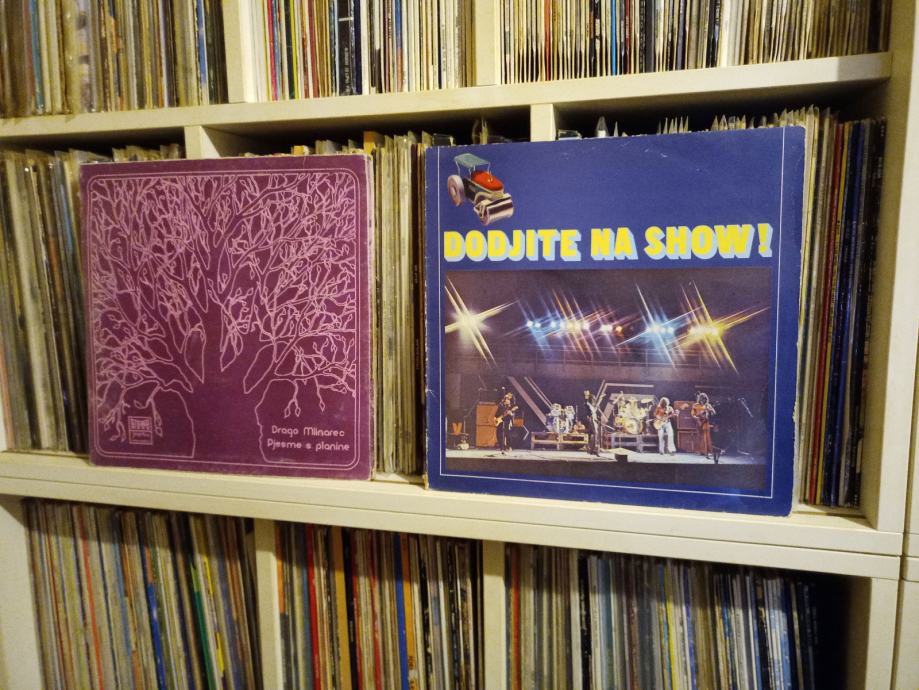 Drago Mlinarec
Pjesme s planine
DODJITE NA SHOW!